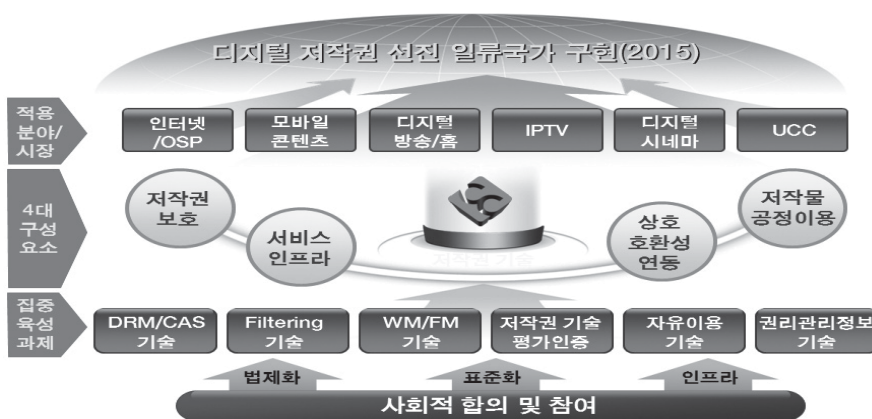 디지털 저작권 선진 일류국가 구현(2015)
적용
분야/
시장
인터넷
/OSP
모바일
콘텐츠
디지털
방송/홈
IPTV
디지털
시네마
UCC
4대
구성
요소
저작권
보호
서비스
인프라
저작권 기술
상호
호환성
연동
저작물
공정이용
집중
육성
과제
DRM/CAS
기술
Filtering
기술
WM/FM
기술
저작권 기술
평가인증
자유이용
기술
권리관리정보
기술
법제화
표준화
인프라
사회적 합의 및 참여